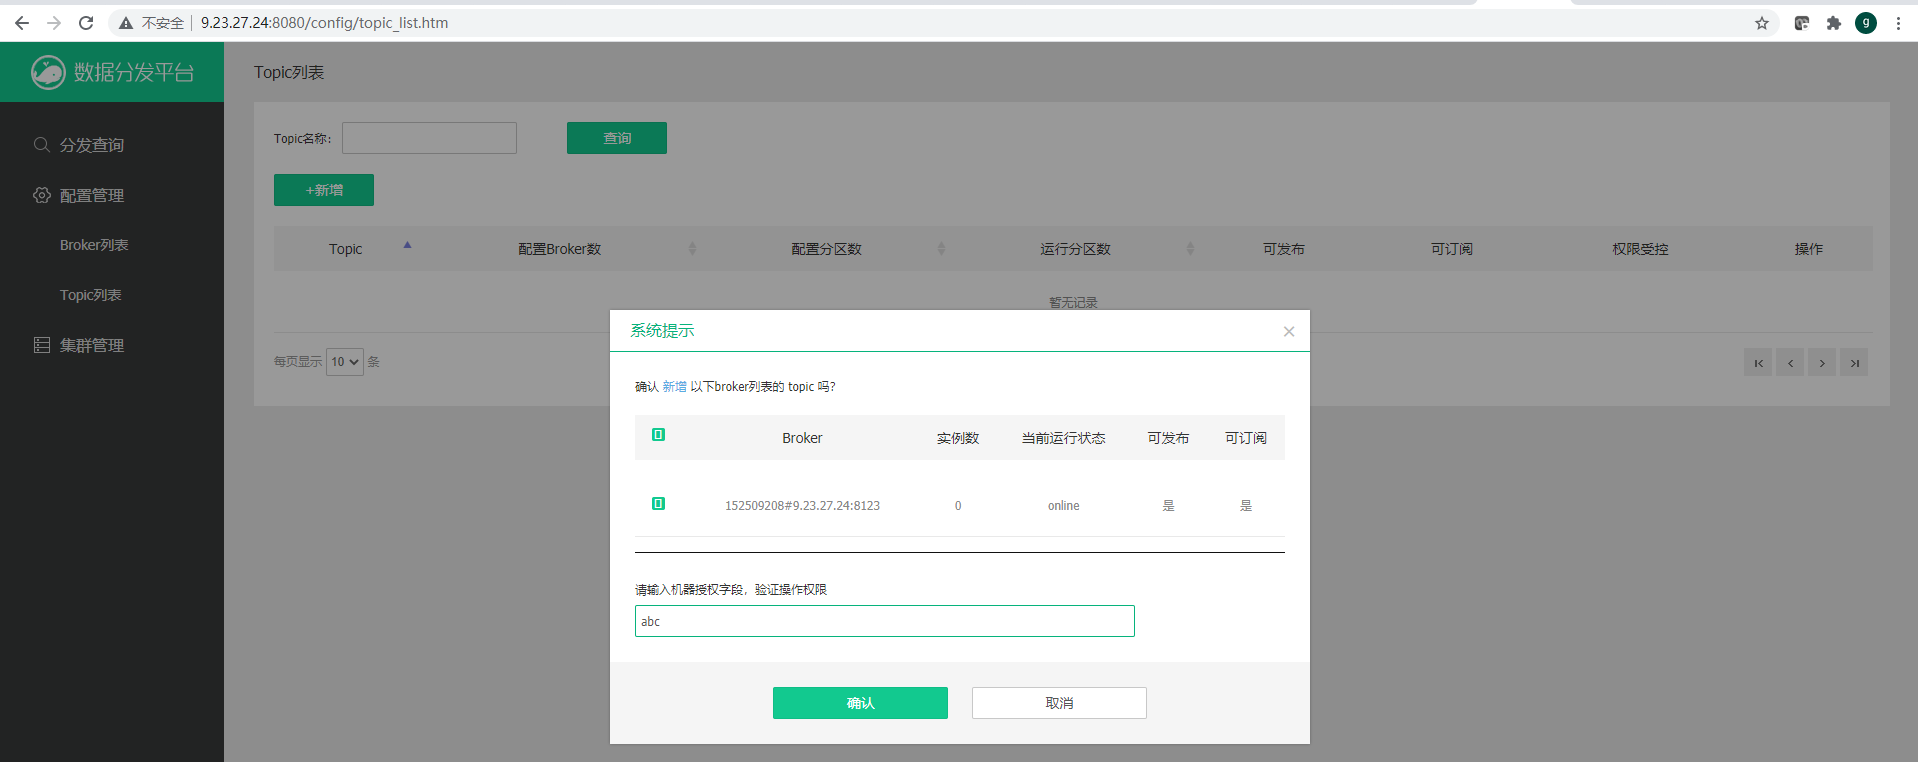 不安全 9.23.27.24:8080/config/topic_list.htm g
数据分发平台
分发查询
配置管理
Broker列表
Topic列表
集群管理
Topic列表
Topic名称: 查询
+新增
Topic 配置Broker数 配置分区数 运行分区数 可发布 可订阅 权限受控 操作
暂无记录
每页显示 10 条
系统提示
确认 新增 以下broker列表的 topic 吗?
Broker 实例数 当前运行状态 可发布 可订阅
152509208#9.23.27.24:8123 0 online 是 是
请输入机器授权字段，验证操作权限
abc
确认 取消